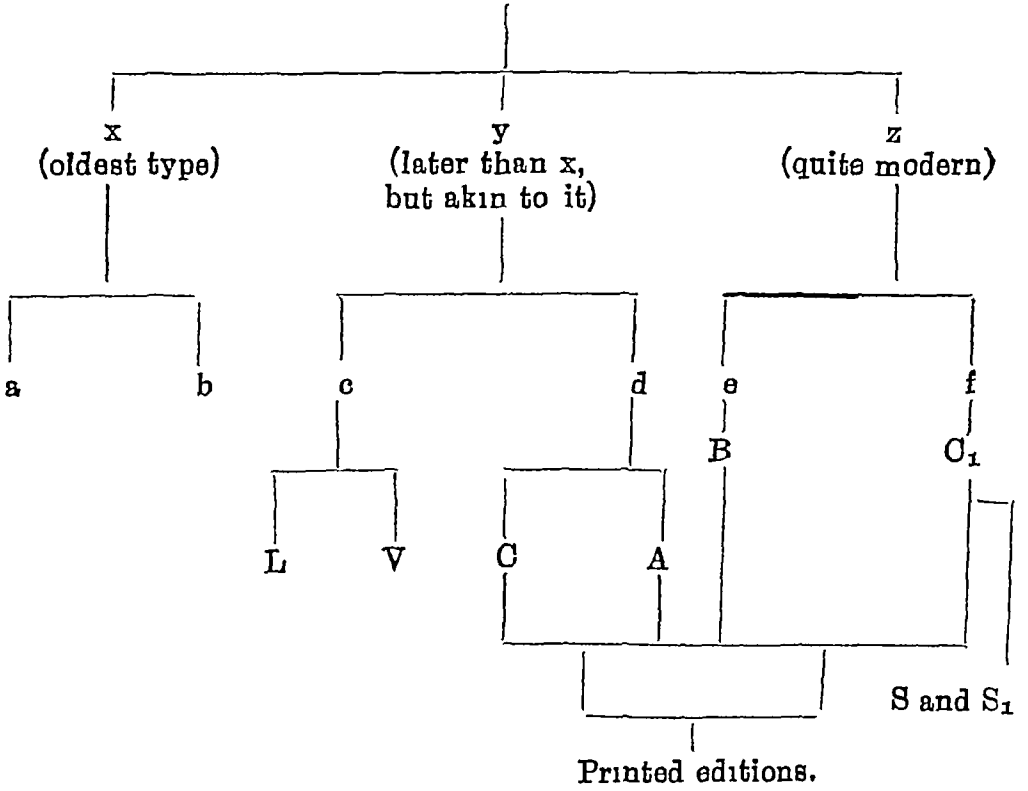 x y z
(oldest type) (later than x, (quite modern)
but akin to it)
a b c d e f
B C₁
L V C A
S and S₁
Printed editions.